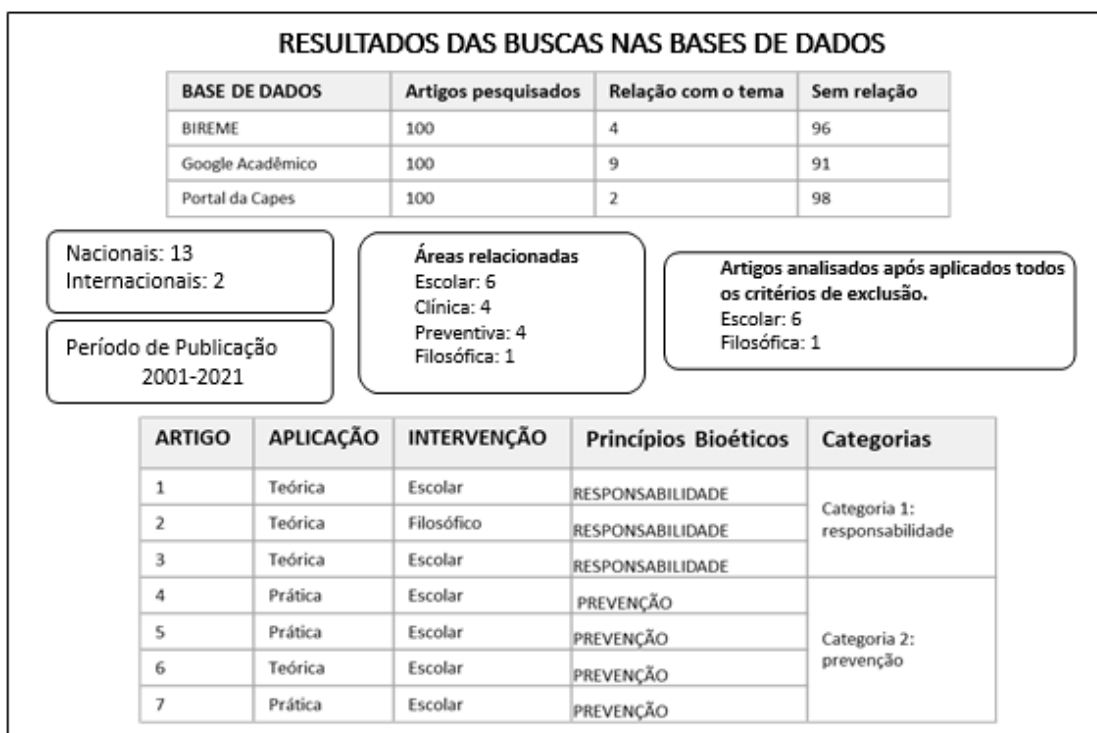 RESULTADOS DAS BUSCAS NAS BASES DE DADOS
BASE DE DADOS Artigos pesquisados Relação com o tema Sem relação
BIREME 100 4 96
Google Acadêmico 100 9 91
Portal da Capes 100 2 98
Nacionais: 13
Internacionais: 2
Período de Publicação
2001-2021
Áreas relacionadas
Escolar: 6
Clínica: 4
Preventiva: 4
Filosófica: 1
Artigos analisados após aplicados todos
os critérios de exclusão.
Escolar: 6
Filosófica: 1
ARTIGO APLICAÇÃO INTERVENÇÃO Princípios Bioéticos Categorias
1 Teórica Escolar RESPONSABILIDADE
2 Teórica Filosófico RESPONSABILIDADE
3 Teórica Escolar RESPONSABILIDADE
Categoria 1:
responsabilidade
4 Prática Escolar PREVENÇÃO
5 Prática Escolar PREVENÇÃO
6 Teórica Escolar PREVENÇÃO
7 Prática Escolar PREVENÇÃO
Categoria 2:
prevenção